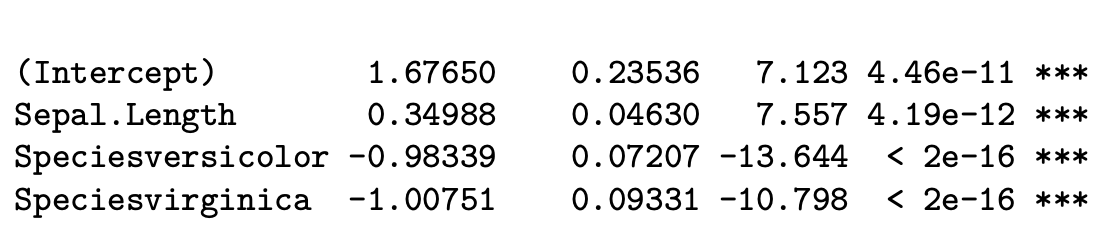 (Intercept) 1.67650 0.23536 7.123 4.46e-11 ***
Sepal.Length 0.34988 0.04630 7.557 4.19e-12 ***
Speciesversicolor -0.98339 0.07207 -13.644 < 2e-16 ***
Speciesvirginica -1.00751 0.09331 -10.798 < 2e-16 ***